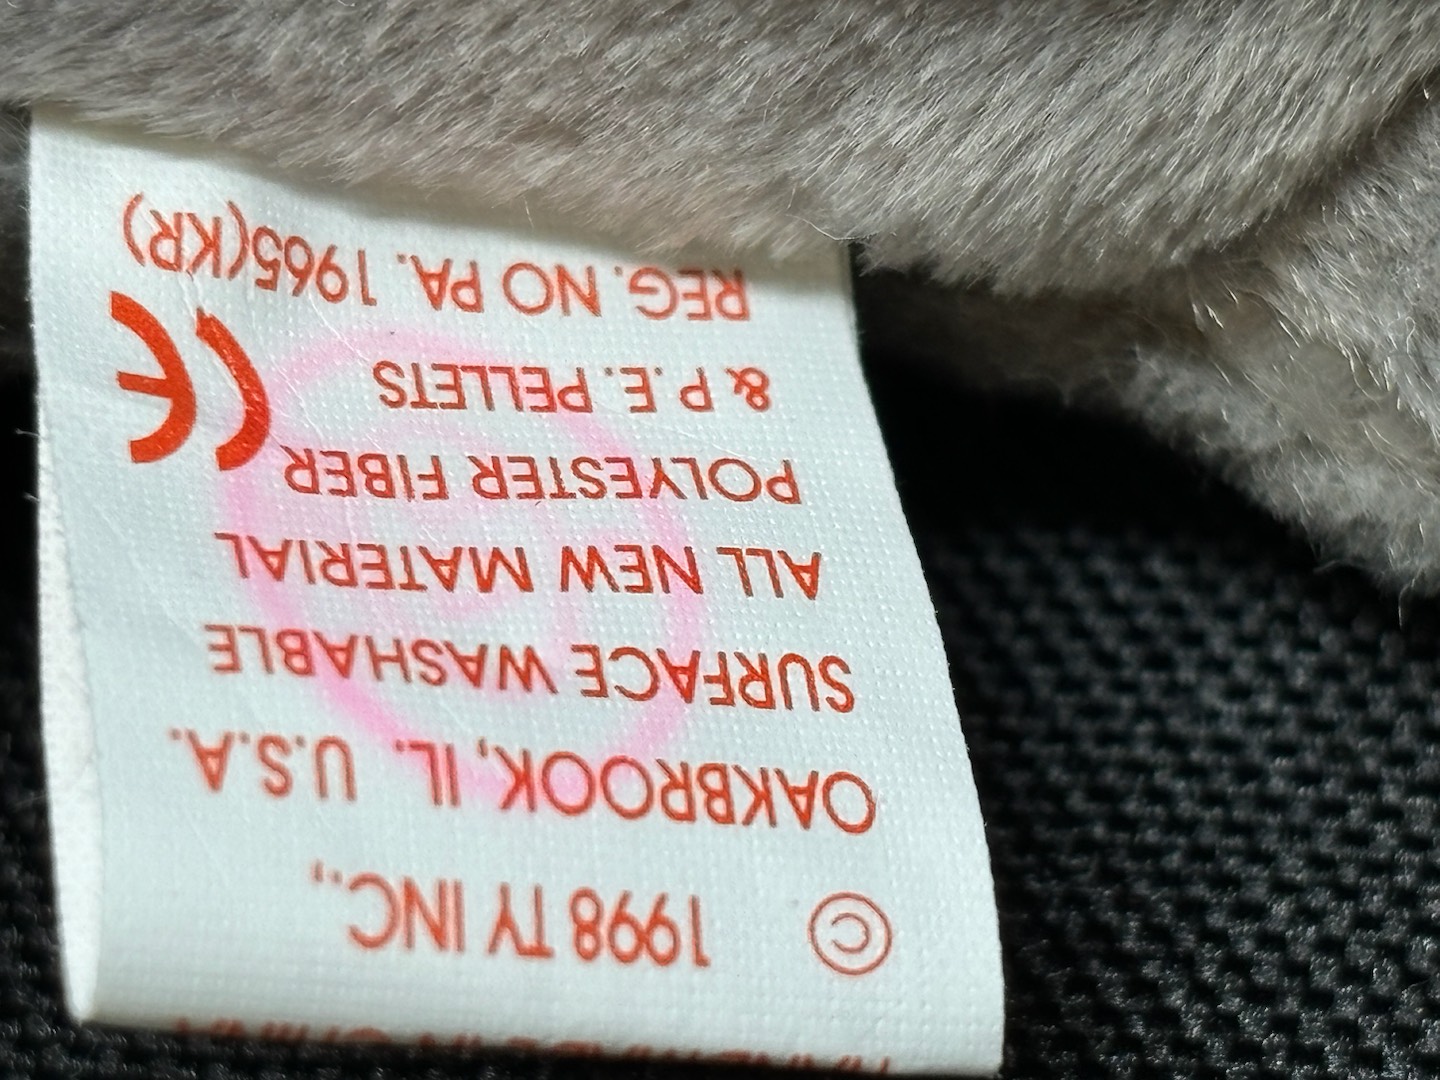 © 1998 TY INC.,
OAKBROOK, IL. U.S.A.
SURFACE WASHABLE
ALL NEW MATERIAL
POLYESTER FIBER
& P.E. PELLETS CE
REG. NO PA. 1965(KR)